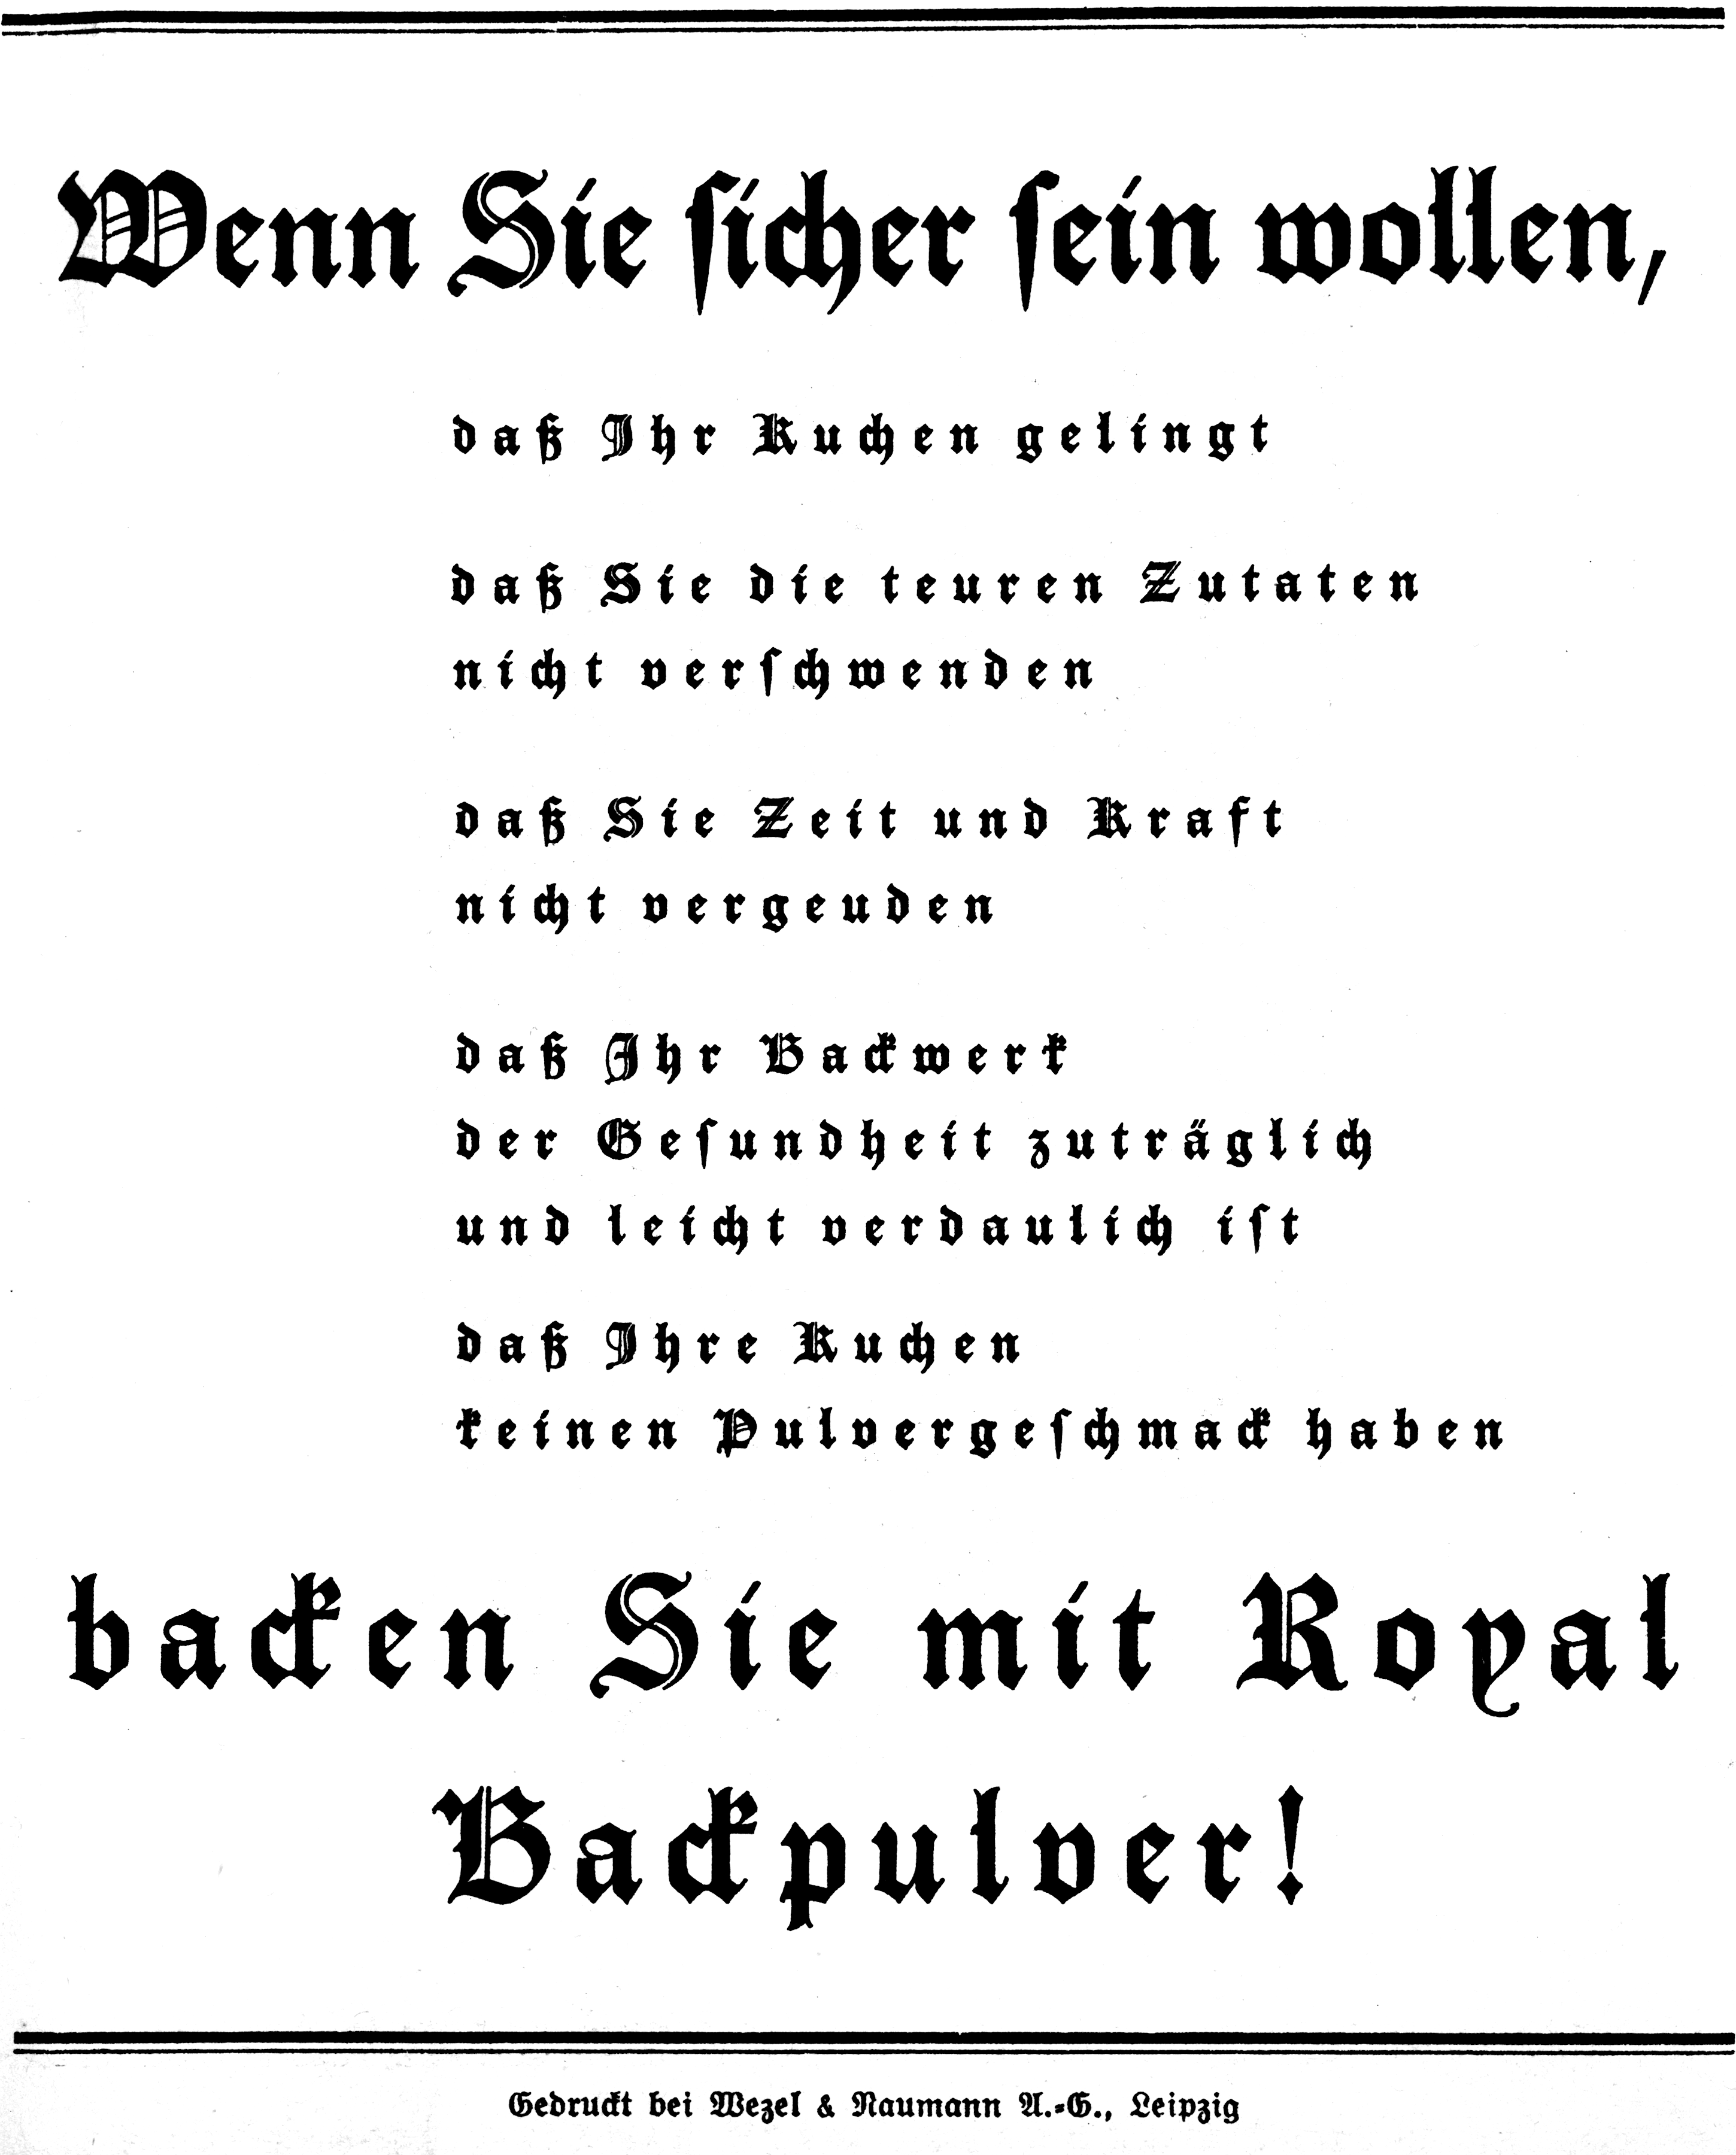 Wenn Sie sicher sein wollen,
daß Ihr Kuchen gelingt
daß Sie die teuren Zutaten
nicht verschwenden
daß Sie Zeit und Kraft
nicht vergeuden
daß Ihr Backwerk
der Gesundheit zuträglich
und leicht verdaulich ist
daß Ihre Kuchen
keinen Pulvergeschmack haben
backen Sie mit Royal
Backpulver!
Gedruckt bei Wezel & Naumann A.-G., Leipzig